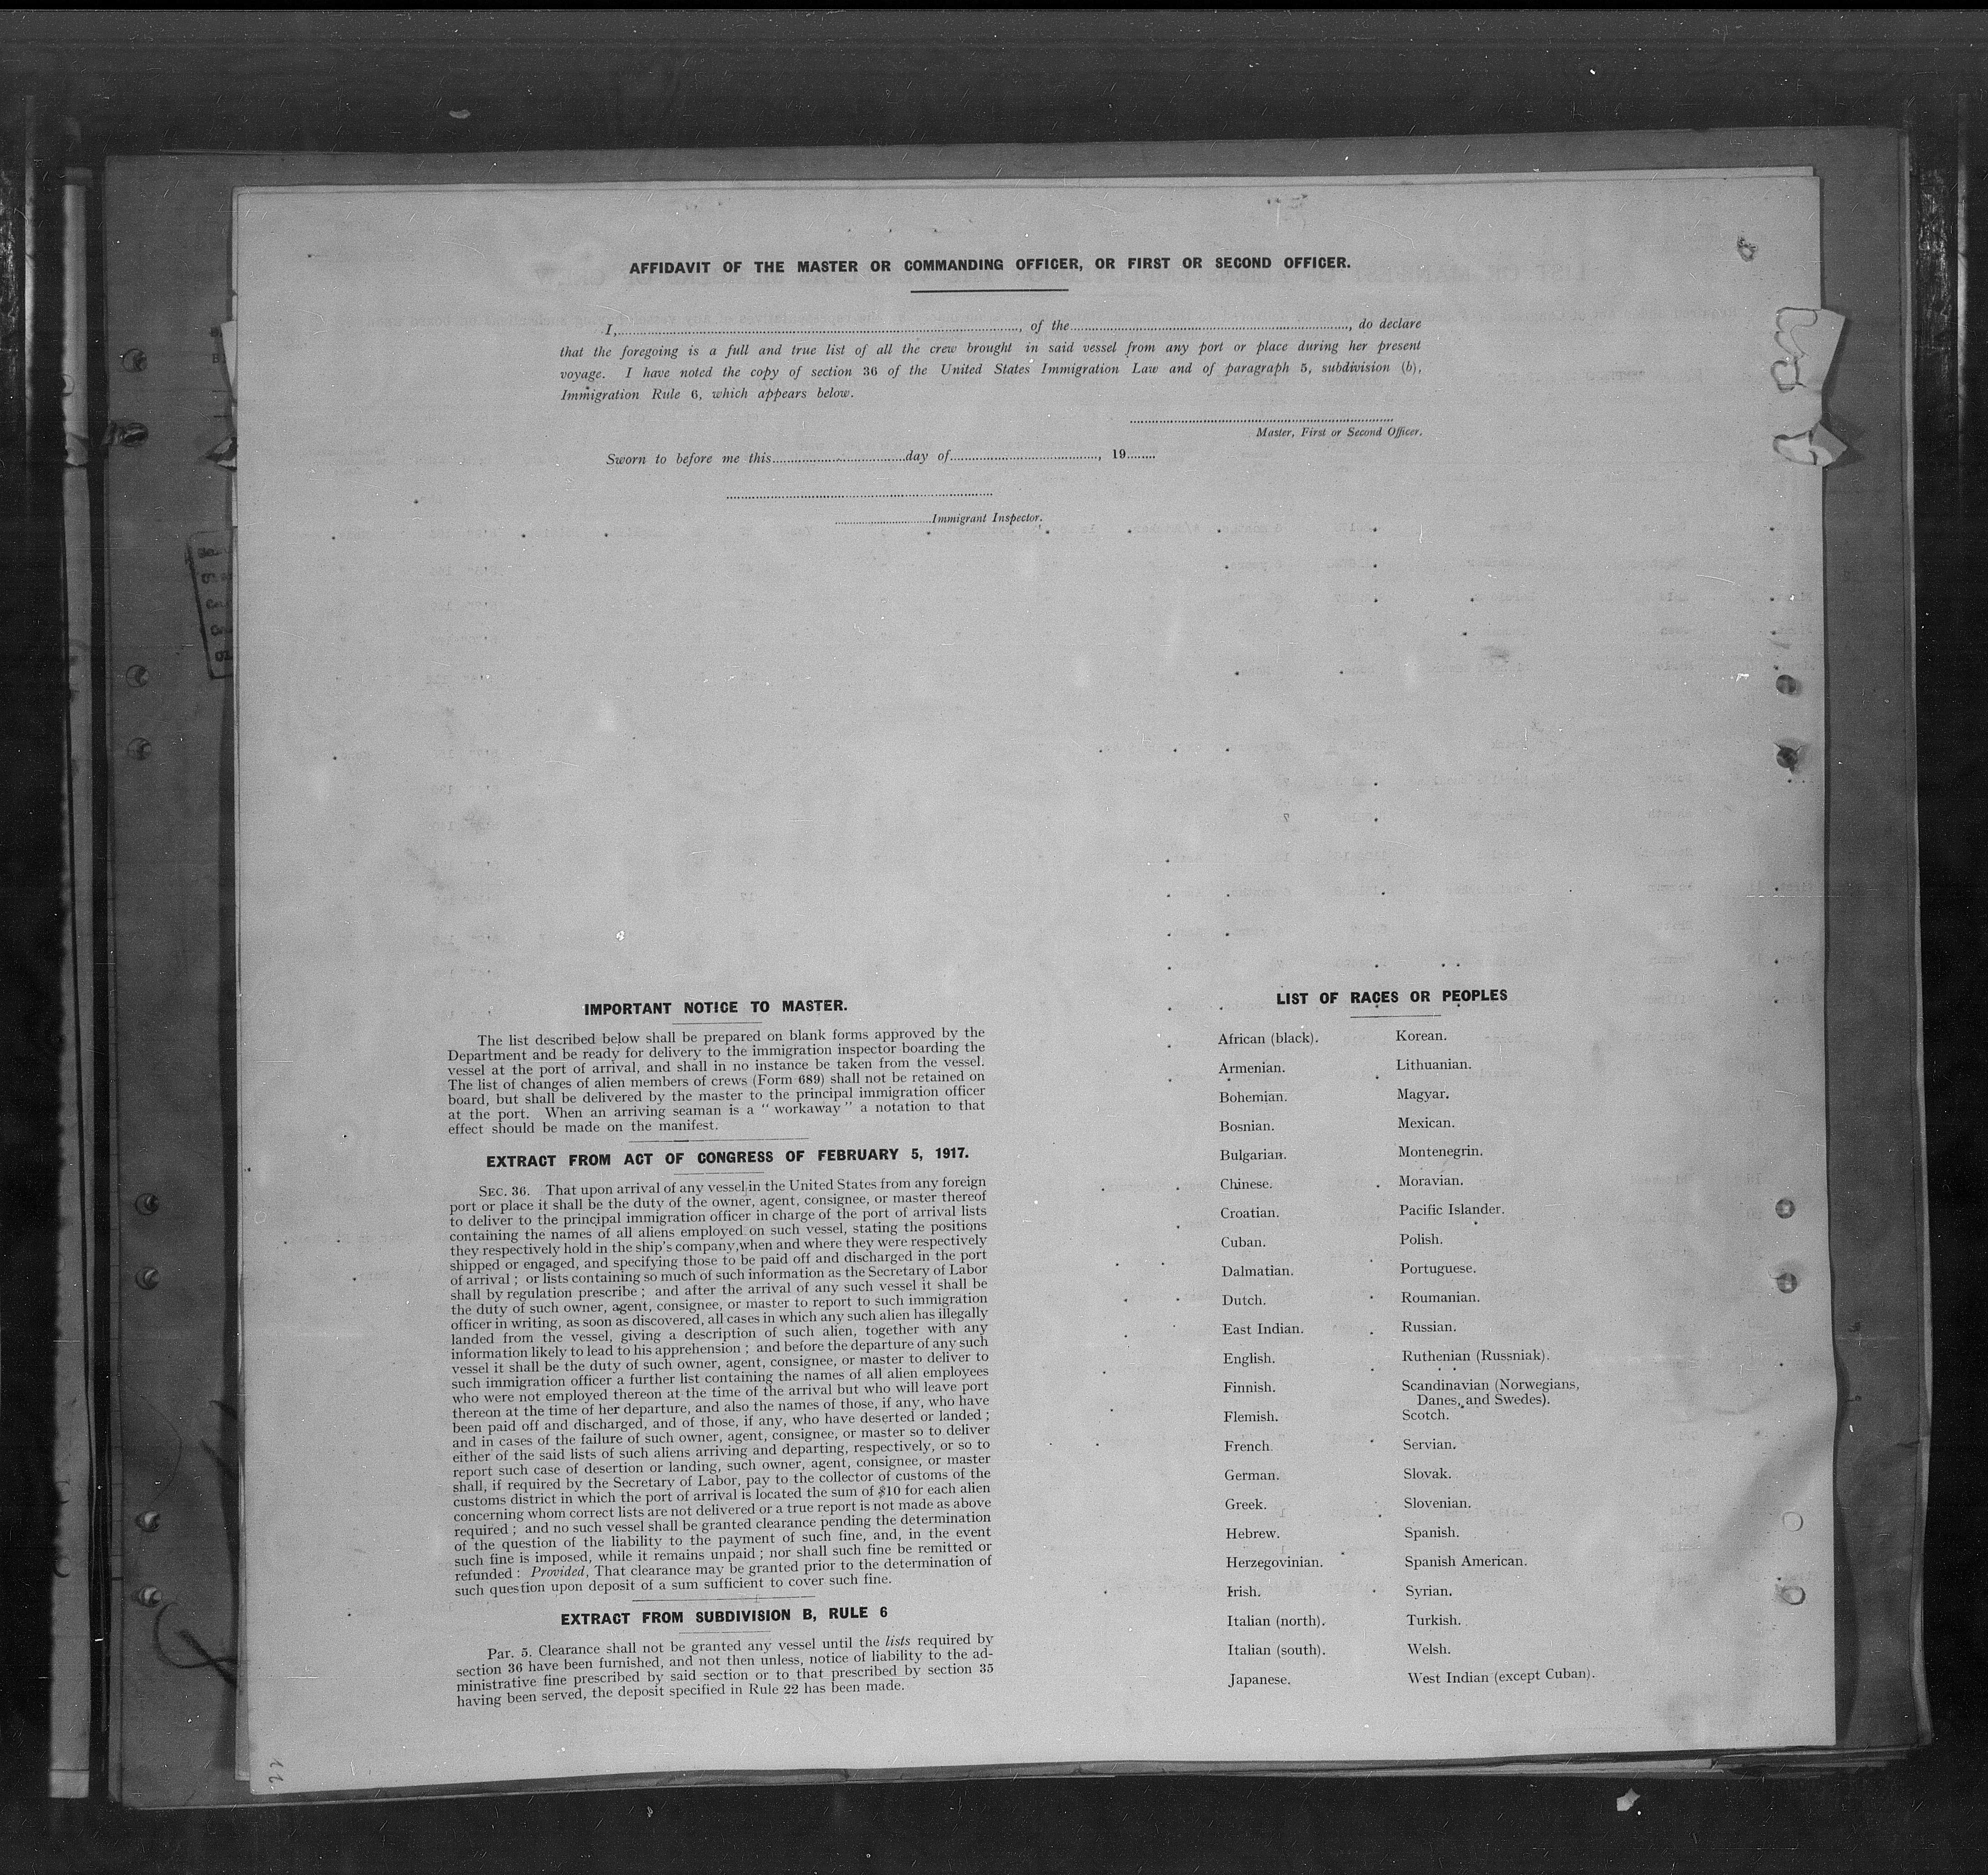 AFFIDAVIT OF THE MASTER OR COMMANDING OFFICER, OR FIRST OR SECOND OFFICER.
I,........, of the........, do declare
that the foregoing is a full and true list of all the crew brought in said vessel from any port or place during her present
voyage. I have noted the copy of section 36 of the United States Immigration Law and of paragraph 5, subdivision (b),
Immigration Rule 6, which appears below.
Master, First or Second Officer.
Sworn to before me this........day of........, 19........
........Immigrant Inspector.
IMPORTANT NOTICE TO MASTER.
The list described below shall be prepared on blank forms approved by the
Department and be ready for delivery to the immigration inspector boarding the
vessel at the port of arrival, and shall in no instance be taken from the vessel.
The list of changes of alien members of crews (Form 689) shall not be retained on
board, but shall be delivered by the master to the principal immigration officer
at the port. When an arriving seaman is a " workaway " a notation to that
effect should be made on the manifest.
EXTRACT FROM ACT OF CONGRESS OF FEBRUARY 5, 1917.
SEC. 36. That upon arrival of any vessel in the United States from any foreign
port or place it shall be the duty of the owner, agent, consignee, or master thereof
to deliver to the principal immigration officer in charge of the port of arrival lists
containing the names of all aliens employed on such vessel, stating the positions
they respectively hold in the ship's company, when and where they were respectively
shipped or engaged, and specifying those to be paid off and discharged in the port
of arrival ; or lists containing so much of such information as the Secretary of Labor
shall by regulation prescribe ; and after the arrival of any such vessel it shall be
the duty of such owner, agent, consignee, or master to report to such immigration
officer in writing, as soon as discovered, all cases in which any such alien has illegally
landed from the vessel, giving a description of such alien, together with any
information likely to lead to his apprehension ; and before the departure of any such
vessel it shall be the duty of such owner, agent, consignee, or master to deliver to
such immigration officer a further list containing the names of all alien employees
who were not employed thereon at the time of the arrival but who will leave port
thereon at the time of her departure, and also the names of those, if any, who have
been paid off and discharged, and of those, if any, who have deserted or landed ;
and in cases of the failure of such owner, agent, consignee, or master so to deliver
either of the said lists of such aliens arriving and departing, respectively, or so to
report such case of desertion or landing, such owner, agent, consignee, or master
shall, if required by the Secretary of Labor, pay to the collector of customs of the
customs district in which the port of arrival is located the sum of $10 for each alien
concerning whom correct lists are not delivered or a true report is not made as above
required ; and no such vessel shall be granted clearance pending the determination
of the question of the liability to the payment of such fine, and, in the event
such fine is imposed, while it remains unpaid ; nor shall such fine be remitted or
refunded : Provided, That clearance may be granted prior to the determination of
such question upon deposit of a sum sufficient to cover such fine.
EXTRACT FROM SUBDIVISION B, RULE 6
Par. 5. Clearance shall not be granted any vessel until the lists required by
section 36 have been furnished, and not then unless, notice of liability to the ad-
ministrative fine prescribed by said section or to that prescribed by section 35
having been served, the deposit specified in Rule 22 has been made.
LIST OF RACES OR PEOPLES
African (black).
Armenian.
Bohemian.
Bosnian.
Bulgarian.
Chinese.
Croatian.
Cuban.
Dalmatian.
Dutch.
East Indian.
English.
Finnish.
Flemish.
French.
German.
Greek.
Hebrew.
Herzegovinian.
Irish.
Italian (north).
Italian (south).
Japanese.
Korean.
Lithuanian.
Magyar.
Mexican.
Montenegrin.
Moravian.
Pacific Islander.
Polish.
Portuguese.
Roumanian.
Russian.
Ruthenian (Russniak).
Scandinavian (Norwegians,
Danes, and Swedes).
Scotch.
Servian.
Slovak.
Slovenian.
Spanish.
Spanish American.
Syrian.
Turkish.
Welsh.
West Indian (except Cuban).